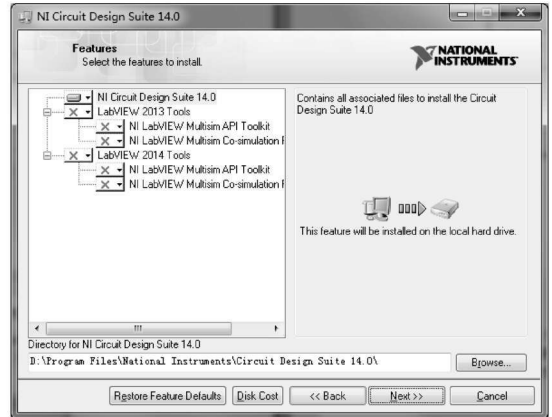 NI Circuit Design Suite 14.0
Features
Select the features to install.
NATIONAL
INSTRUMENTS
NI Circuit Design Suite 14.0
LabVIEW 2013 Tools
NI LabVIEW Multisim API Toolkit
NI LabVIEW Multisim Co-simulation
LabVIEW 2014 Tools
NI LabVIEW Multisim API Toolkit
NI LabVIEW Multisim Co-simulation
Contains all associated files to install the Circuit
Design Suite 14.0
This feature will be installed on the local hard drive.
Directory for NI Circuit Design Suite 14.0
D:\Program Files\National Instruments\Circuit Design Suite 14.0\
Browse...
Restore Feature Defaults Disk Cost << Back Next >> Cancel